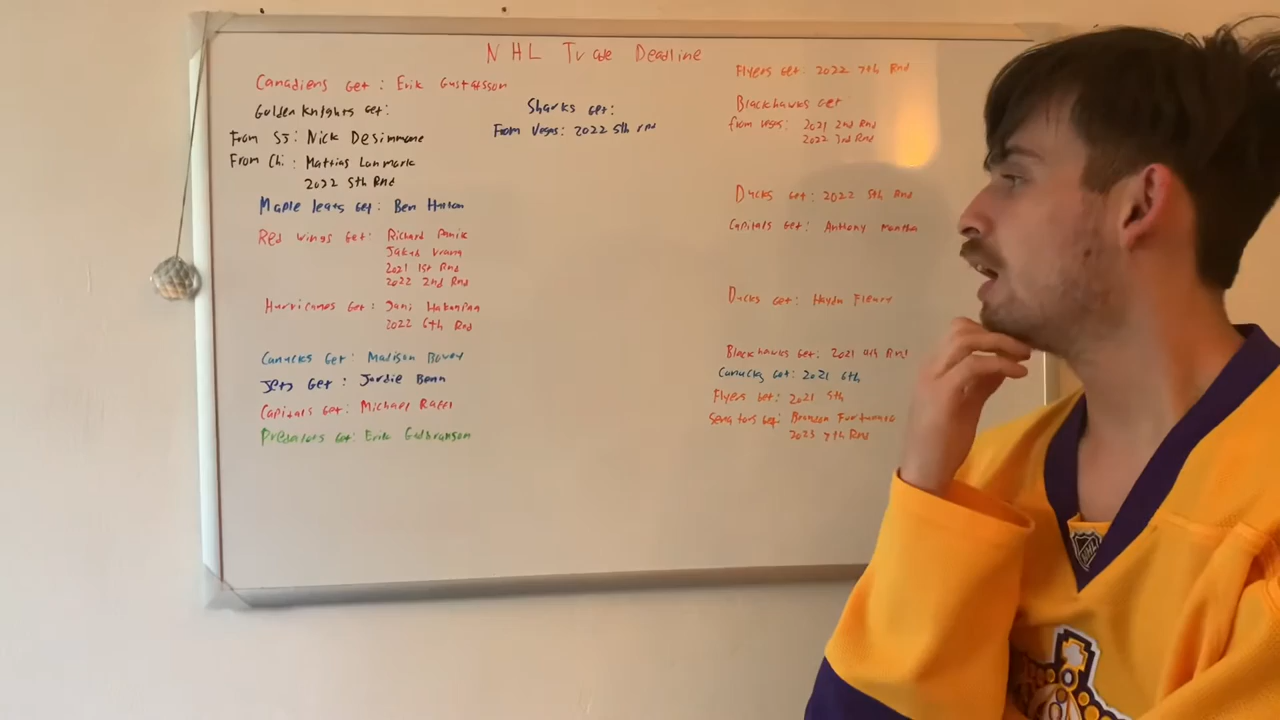 NHL Trade Deadline
Canadiens Get: Erik Gustafsson
Golden Knights Get:
From SJ: Nick Desimmone
From Chi: Mattias Lanmark
2022 5th Rnd
Maple leafs Get: Ben Hutton
Red wings Get: Richard Panik
Jakub Vrana
2021 1st Rnd
2022 2nd Rnd
Hurricanes Get: Jani Hakanpaa
2022 6th Rnd
Canucks Get: Madison Bowey
Jets Get: Jordie Benn
Capitals Get: Michael Raffl
Predators Get: Erik Gudbranson
Sharks Get:
From Vegas: 2022 5th rnd
Flyers Get: 2022 7th Rnd
Blackhawks Get
from vegas: 2021 2nd Rnd
2022 3rd Rnd
Ducks Get: 2022 5th Rnd
Capitals Get: Anthony Mantha
Ducks Get: Haydn Fleury
Blackhawks Get: 2021 4th Rnd
Canucks Get: 2021 6th
Flyers Get: 2021 5th
Senators Get:
2023 7th Rnd
NHL